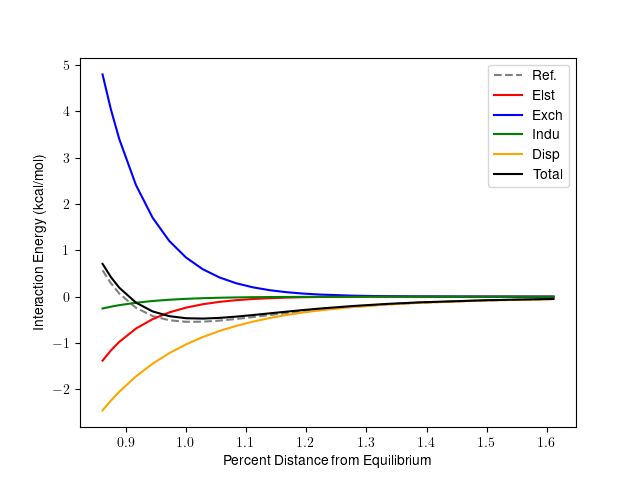 5
4
3
2
1
0
−1
−2
Interaction Energy (kcal/mol)
Ref.
Elst
Exch
Indu
Disp
Total
0.9 1.0 1.1 1.2 1.3 1.4 1.5 1.6
Percent Distance from Equilibrium